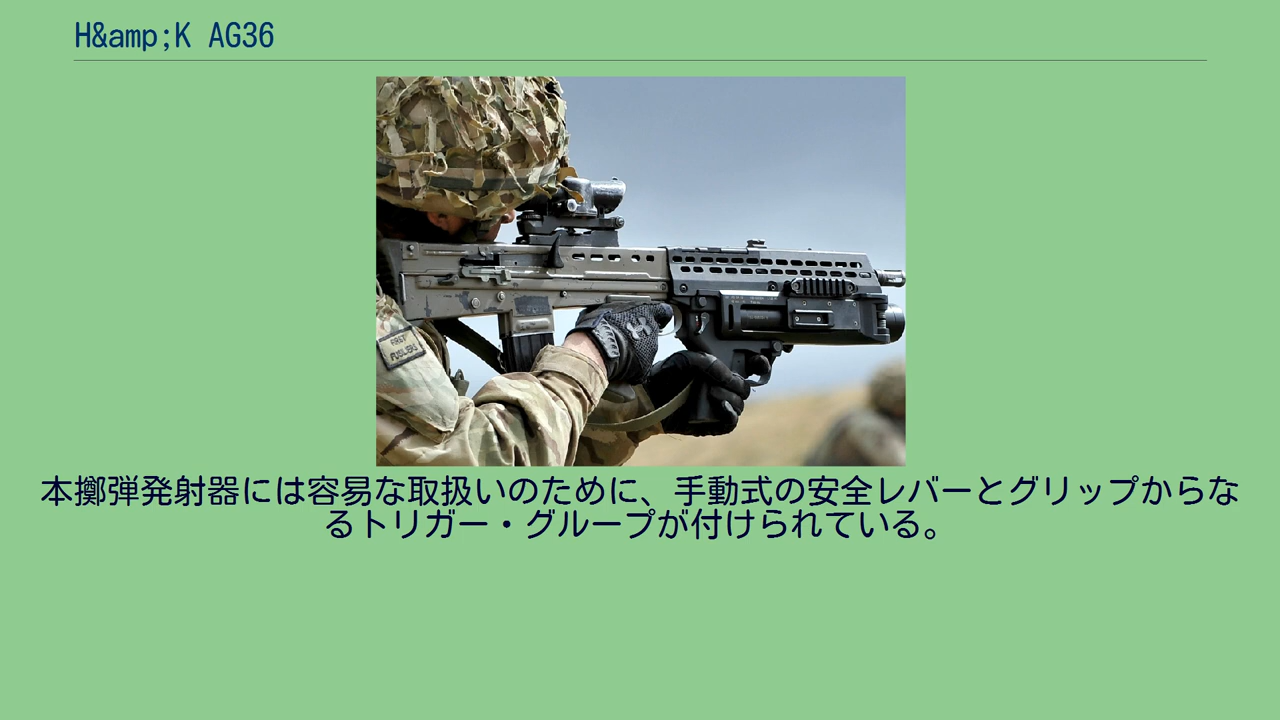 H&amp;K AG36
本擲弾発射器には容易な取扱いのために、手動式の安全レバーとグリップからな
るトリガー・グループが付けられている。